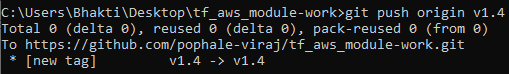 C:\Users\Bhakti\Desktop\tf_aws_module-work>git push origin v1.4
Total 0 (delta 0), reused 0 (delta 0), pack-reused 0 (from 0)
To https://github.com/pophale-viraj/tf_aws_module-work.git
 * [new tag]         v1.4 -> v1.4